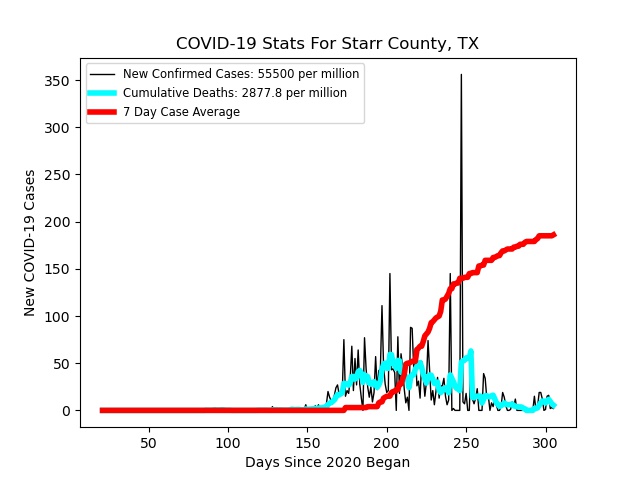 COVID-19 Stats For Starr County, TX
New Confirmed Cases: 55500 per million
Cumulative Deaths: 2877.8 per million
7 Day Case Average
New COVID-19 Cases
350
300
250
200
150
100
50
0
50 100 150 200 250 300
Days Since 2020 Began